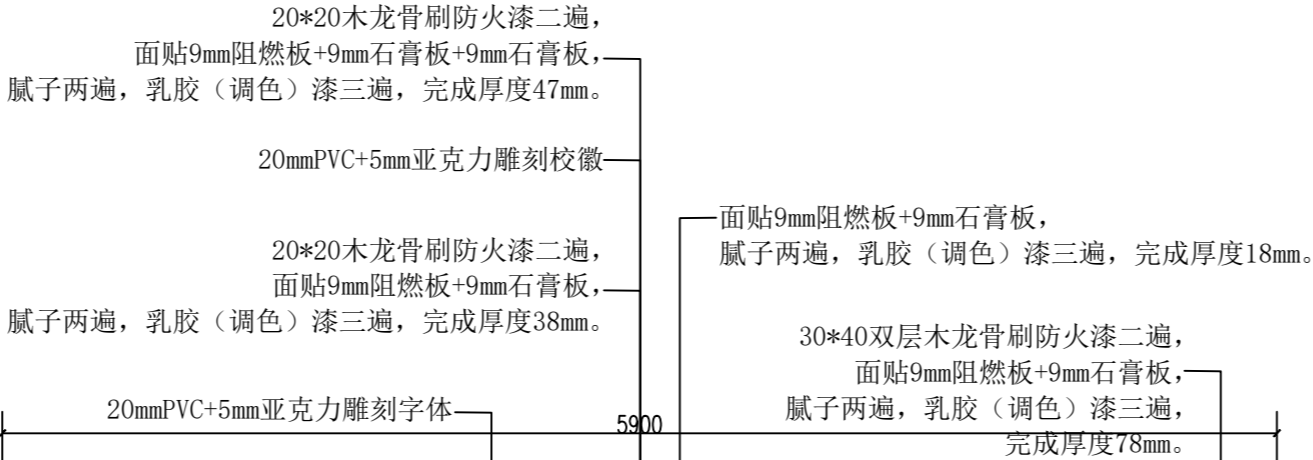 20*20木龙骨刷防火漆二遍，
面贴9mm阻燃板+9mm石膏板+9mm石膏板，
腻子两遍，乳胶（调色）漆三遍，完成厚度47mm。
20mmPVC+5mm亚克力雕刻校徽
面贴9mm阻燃板+9mm石膏板，
腻子两遍，乳胶（调色）漆三遍，完成厚度18mm。
20*20木龙骨刷防火漆二遍，
面贴9mm阻燃板+9mm石膏板，
腻子两遍，乳胶（调色）漆三遍，完成厚度38mm。
30*40双层木龙骨刷防火漆二遍，
面贴9mm阻燃板+9mm石膏板，
腻子两遍，乳胶（调色）漆三遍，
完成厚度78mm。
20mmPVC+5mm亚克力雕刻字体
5900